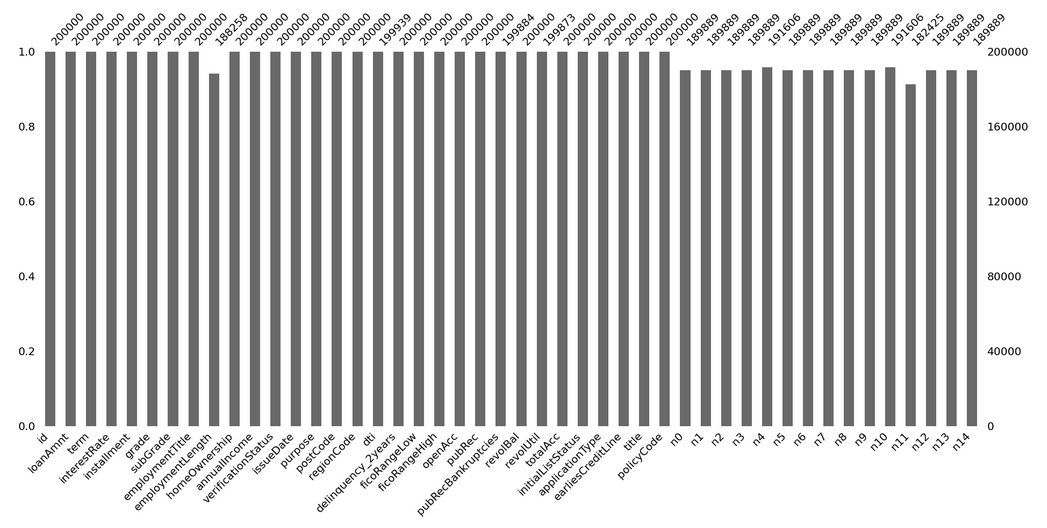 200000
200000
200000
200000
200000
200000
200000
200000
188258
200000
200000
200000
200000
200000
200000
200000
199939
200000
200000
200000
200000
200000
199884
200000
199873
200000
200000
200000
200000
200000
200000
189889
189889
189889
189889
191606
189889
189889
189889
189889
189889
191606
182425
189889
189889
189889
1.0
0.8
0.6
0.4
0.2
0.0
200000
160000
120000
80000
40000
0
id
loanAmnt
term
interestRate
installment
grade
subGrade
employmentTitle
employmentLength
homeOwnership
annualIncome
verificationStatus
issueDate
purpose
postCode
regionCode
dti
delinquency_2years
ficoRangeLow
ficoRangeHigh
openAcc
pubRec
pubRecBankruptcies
revolBal
revolUtil
totalAcc
initialListStatus
applicationType
earliesCreditLine
title
policyCode
n0
n1
n2
n3
n4
n5
n6
n7
n8
n9
n10
n11
n12
n13
n14